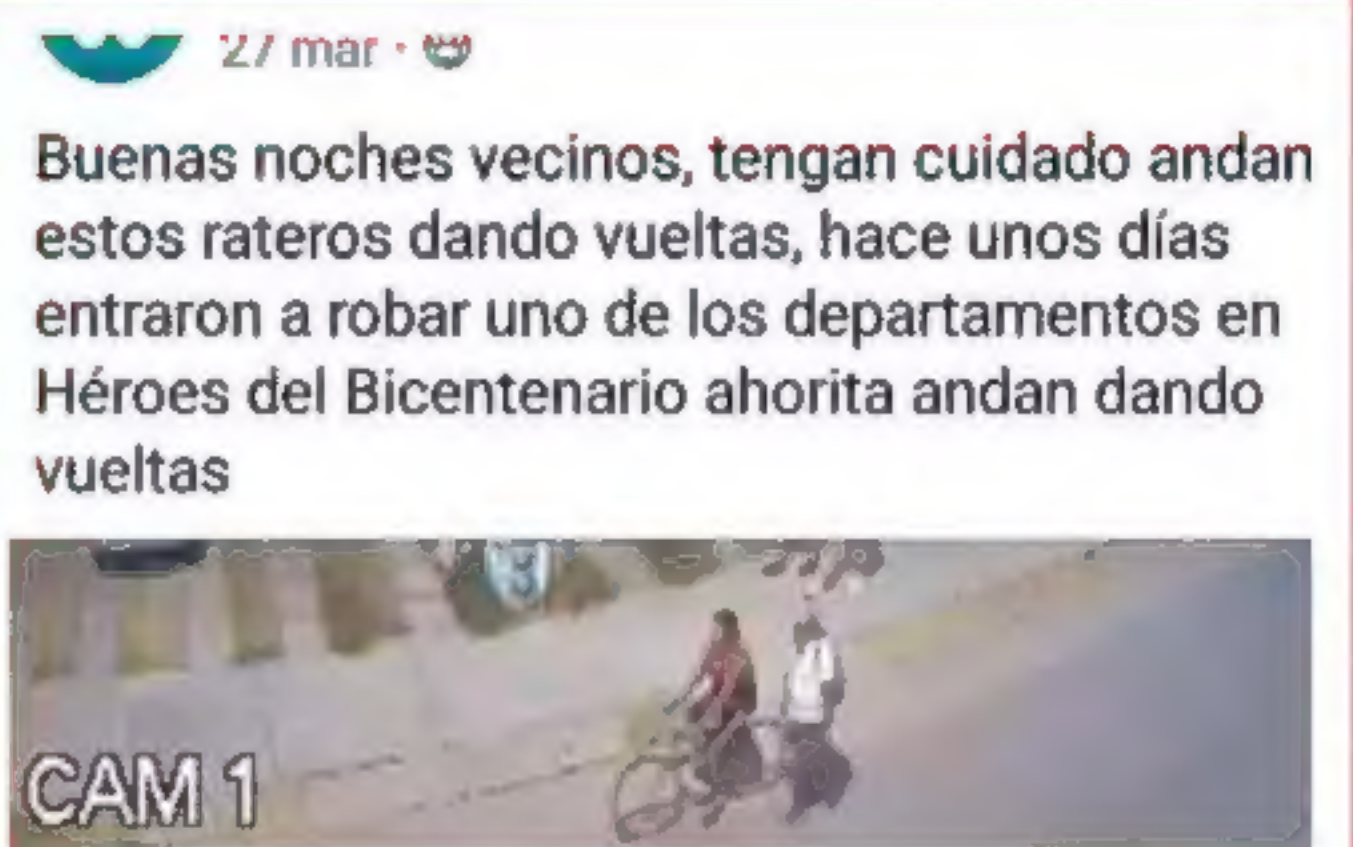 27 mar ·
Buenas noches vecinos, tengan cuidado andan
estos rateros dando vueltas, hace unos días
entraron a robar uno de los departamentos en
Héroes del Bicentenario ahorita andan dando
vueltas
CAM 1